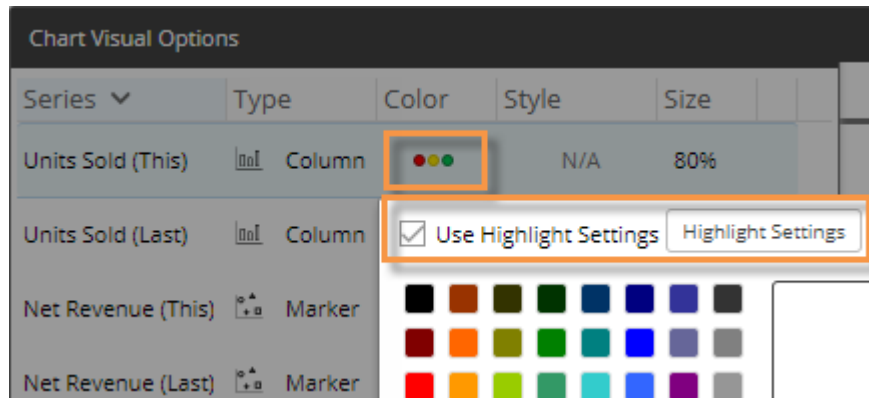 Chart Visual Options
Series Type Color Style Size
Units Sold (This) Column N/A 80%
Units Sold (Last) Column Use Highlight Settings Highlight Settings
Net Revenue (This) Marker
Net Revenue (Last) Marker